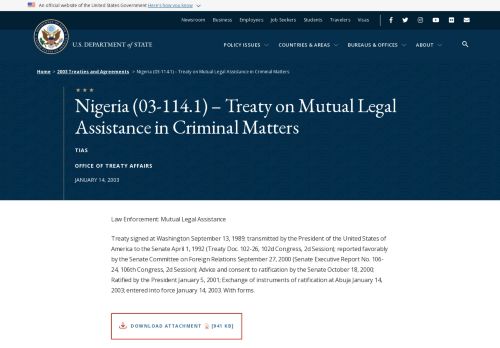 An official website of the United States Government Here's how you know
Newsroom Business Employees Job Seekers Students Travelers Visas
U.S. DEPARTMENT of STATE
POLICY ISSUES COUNTRIES & AREAS BUREAUS & OFFICES ABOUT
Home > 2003 Treaties and Agreements > Nigeria (03-114.1) – Treaty on Mutual Legal Assistance in Criminal Matters
Nigeria (03-114.1) – Treaty on Mutual Legal
Assistance in Criminal Matters
TIAS
OFFICE OF TREATY AFFAIRS
JANUARY 14, 2003
Law Enforcement: Mutual Legal Assistance
Treaty signed at Washington September 13, 1989; transmitted by the President of the United States of
America to the Senate April 1, 1992 (Treaty Doc. 102-26, 102d Congress, 2d Session); reported favorably
by the Senate Committee on Foreign Relations September 27, 2000 (Senate Executive Report No. 106-
24, 106th Congress, 2d Session); Advice and consent to ratification by the Senate October 18, 2000;
Ratified by the President January 5, 2001; Exchange of instruments of ratification at Abuja January 14,
2003; entered into force January 14, 2003. With forms.
DOWNLOAD ATTACHMENT [941 KB]